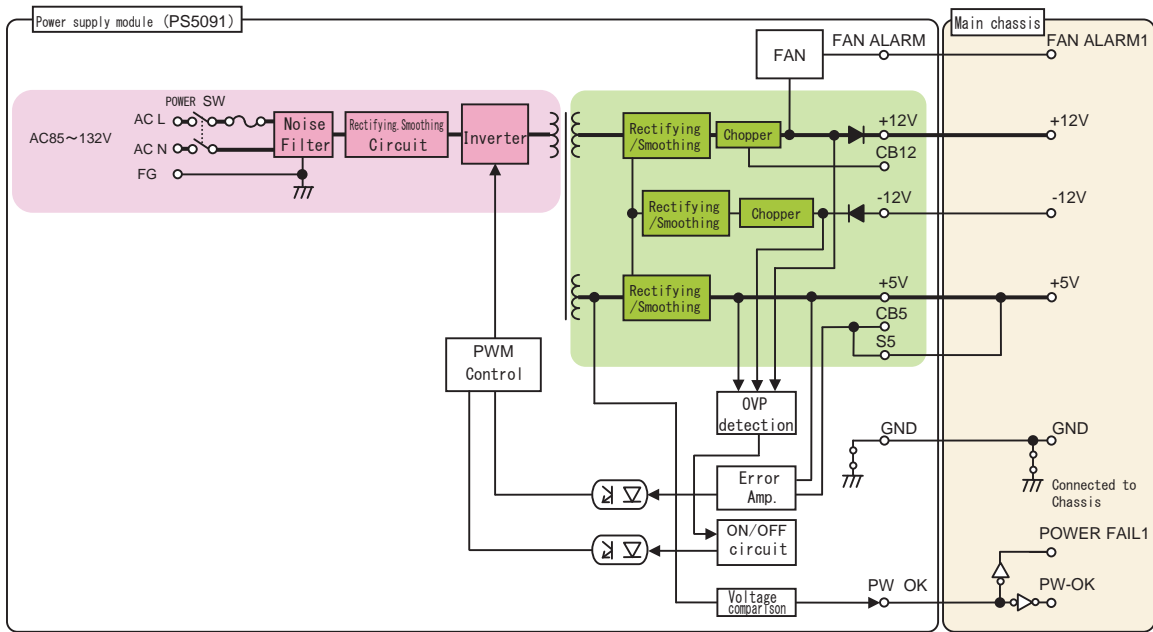 Power supply module (PS5091)
Main chassis
FAN ALARM
FAN ALARM1
FAN
POWER SW
AC L
AC85～132V
AC N
FG
Noise
Filter
Rectifying.Smoothing
Circuit
Inverter
Rectifying
/Smoothing
Chopper
+12V
+12V
CB12
Rectifying
/Smoothing
Chopper
-12V
-12V
Rectifying
/Smoothing
+5V
+5V
CB5
S5
PWM
Control
OVP
detection
GND
GND
Error
Amp.
Connected to
Chassis
ON/OFF
circuit
POWER FAIL1
Voltage
comparison
PW OK
PW-OK